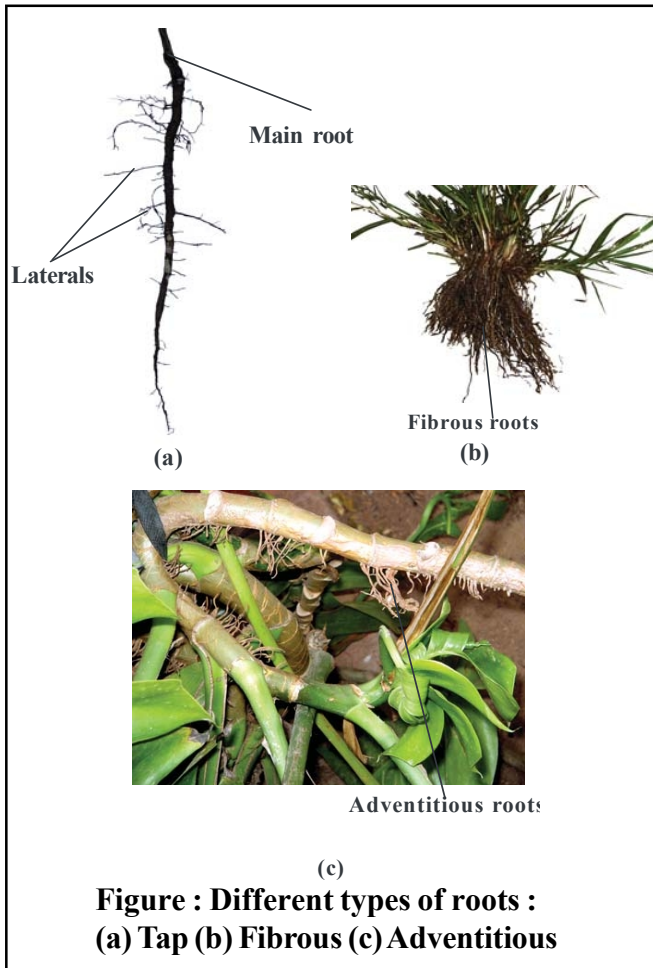 Main root
Laterals
Fibrous roots
(a)
(b)
Adventitious roots
(c)
Figure : Different types of roots :
(a) Tap (b) Fibrous (c) Adventitious